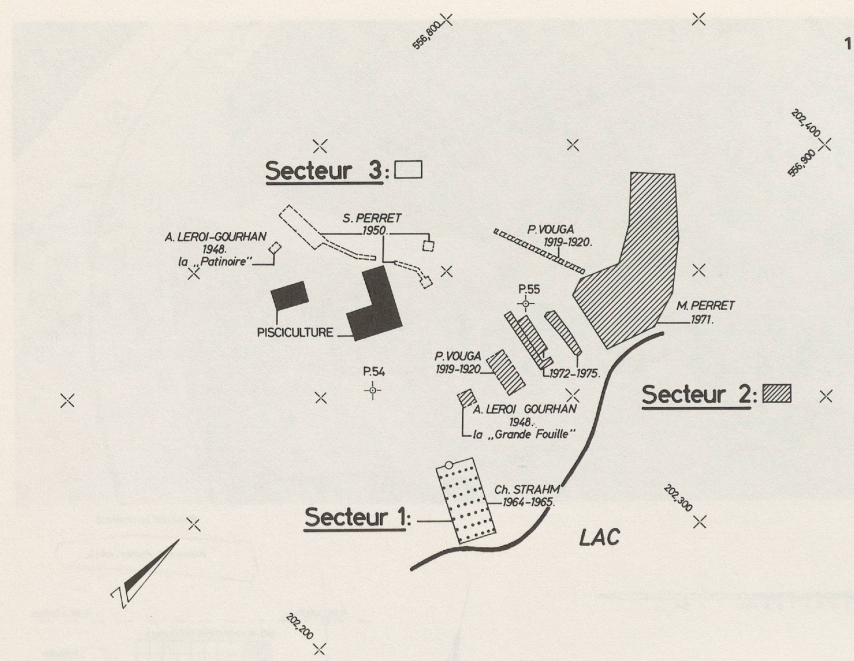 556,800
1
202,400
556,900
Secteur 3:
S. PERRET
1950.
A. LEROI-GOURHAN
1948.
la „Patinoire"
P. VOUGA
1919-1920.
P.55
M. PERRET
1971.
PISCICULTURE
P. VOUGA
1919-1920
1972-1975.
P.54
Secteur 2:
A. LEROI GOURHAN
1948.
la „Grande Fouille"
Ch. STRAHM
1964-1965.
202,300
Secteur 1:
LAC
N
202,200